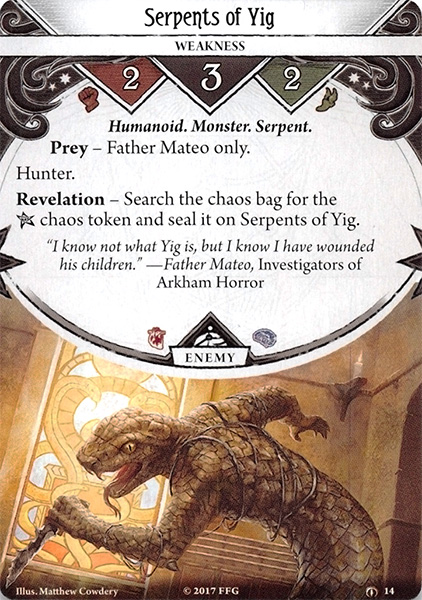 Serpents of Yig
WEAKNESS
2 3 2
Humanoid. Monster. Serpent.
Prey – Father Mateo only.
Hunter.
Revelation – Search the chaos bag for the
chaos token and seal it on Serpents of Yig.
“I know not what Yig is, but I know I have wounded
his children.” —Father Mateo, Investigators of
Arkham Horror
ENEMY
Illus. Matthew Cowdery © 2017 FFG 14